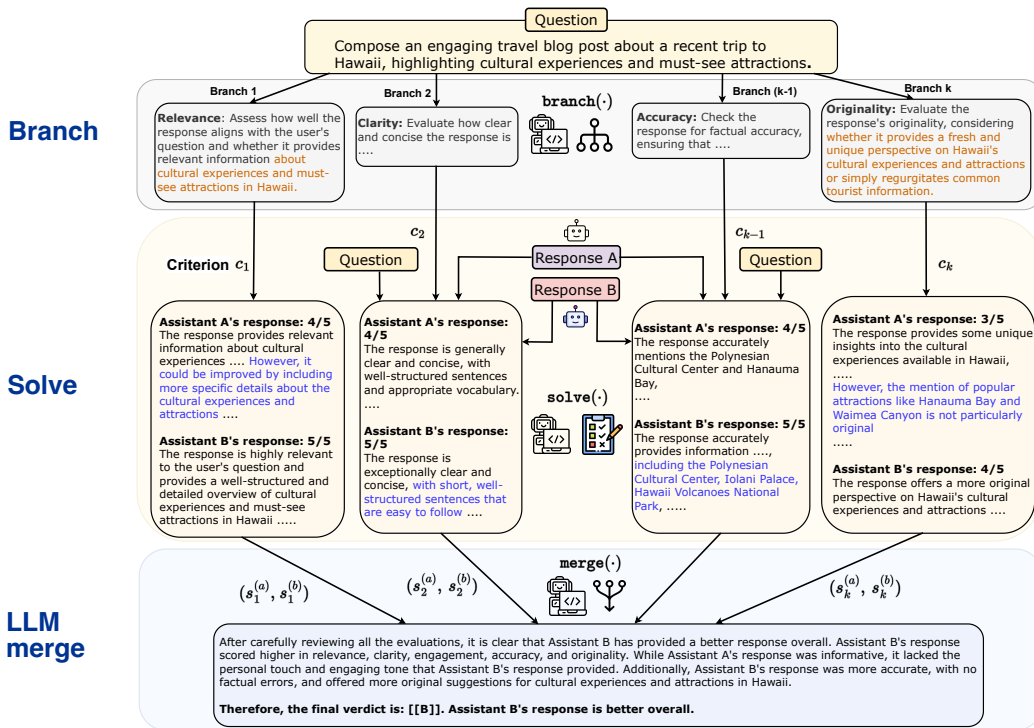 Question
Compose an engaging travel blog post about a recent trip to
Hawaii, highlighting cultural experiences and must-see attractions.
Branch
Branch 1
Branch 2
branch(·)
Branch (k-1)
Branch k
Relevance: Assess how well the
response aligns with the user's
question and whether it provides
relevant information about
cultural experiences and must-
see attractions in Hawaii.
Clarity: Evaluate how clear
and concise the response is
....
Accuracy: Check the
response for factual accuracy,
ensuring that ....
Originality: Evaluate the
response's originality, considering
whether it provides a fresh and
unique perspective on Hawaii's
cultural experiences and attractions
or simply regurgitates common
tourist information.
Solve
Criterion c₁
c₂
cₖ₋₁
cₖ
Question
Response A
Response B
Question
Assistant A's response: 4/5
The response provides relevant
information about cultural
experiences .... However, it
could be improved by including
more specific details about the
cultural experiences and
attractions ....
Assistant B's response: 5/5
The response is highly relevant
to the user's question and
provides a well-structured and
detailed overview of cultural
experiences and must-see
attractions in Hawaii .....
Assistant A's response:
4/5
The response is generally
clear and concise, with
well-structured sentences
and appropriate vocabulary.
....
Assistant B's response:
5/5
The response is
exceptionally clear and
concise, with short, well-
structured sentences that
are easy to follow ....
solve(·)
Assistant A's response: 4/5
The response accurately
mentions the Polynesian
Cultural Center and Hanauma
Bay,
....
Assistant B's response: 5/5
The response accurately
provides information ....,
including the Polynesian
Cultural Center, Iolani Palace,
Hawaii Volcanoes National
Park, .....
Assistant A's response: 3/5
The response provides some unique
insights into the cultural
experiences available in Hawaii,
.....
However, the mention of popular
attractions like Hanauma Bay and
Waimea Canyon is not particularly
original
.....
Assistant B's response: 4/5
The response offers a more original
perspective on Hawaii's cultural
experiences and attractions ....
LLM
merge
merge(·)
(s₁⁽ᵃ⁾, s₁⁽ᵇ⁾)
(s₂⁽ᵃ⁾, s₂⁽ᵇ⁾)
(sₖ⁽ᵃ⁾, sₖ⁽ᵇ⁾)
After carefully reviewing all the evaluations, it is clear that Assistant B has provided a better response overall. Assistant B's response
scored higher in relevance, clarity, engagement, accuracy, and originality. While Assistant A's response was informative, it lacked the
personal touch and engaging tone that Assistant B's response provided. Additionally, Assistant B's response was more accurate, with no
factual errors, and offered more original suggestions for cultural experiences and attractions in Hawaii.
Therefore, the final verdict is: [[B]]. Assistant B's response is better overall.